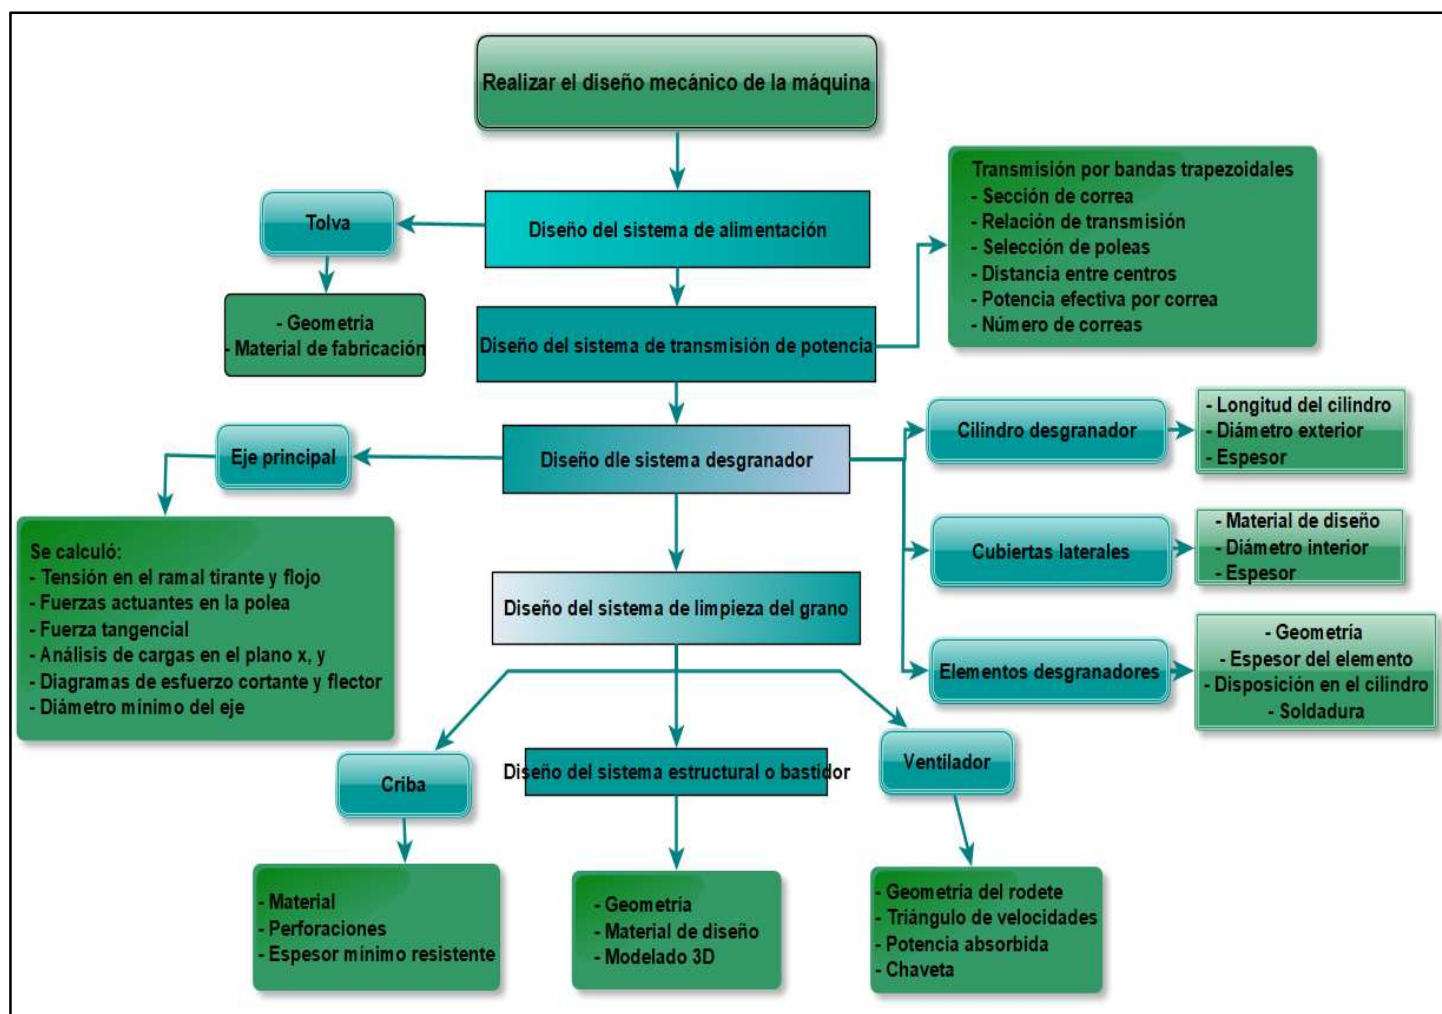 Realizar el diseño mecánico de la máquina
Transmisión por bandas trapezoidales
- Sección de correa
- Relación de transmisión
- Selección de poleas
- Distancia entre centros
- Potencia efectiva por correa
- Número de correas
Tolva
Diseño del sistema de alimentación
- Geometria
- Material de fabricación
Diseño del sistema de transmisión de potencia
Eje principal
Diseño dle sistema desgranador
Cilindro desgranador
- Longitud del cilindro
- Diámetro exterior
- Espesor
Se calculó:
- Tensión en el ramal tirante y flojo
- Fuerzas actuantes en la polea
- Fuerza tangencial
- Análisis de cargas en el plano x, y
- Diagramas de esfuerzo cortante y flector
- Diámetro mínimo del eje
Cubiertas laterales
- Material de diseño
- Diámetro interior
- Espesor
Diseño del sistema de limpieza del grano
Elementos desgranadores
- Geometría
- Espesor del elemento
- Disposición en el cilindro
- Soldadura
Criba
Diseño del sistema estructural o bastidor
Ventilador
- Material
- Perforaciones
- Espesor mínimo resistente
- Geometría
- Material de diseño
- Modelado 3D
- Geometría del rodete
- Triángulo de velocidades
- Potencia absorbida
- Chaveta